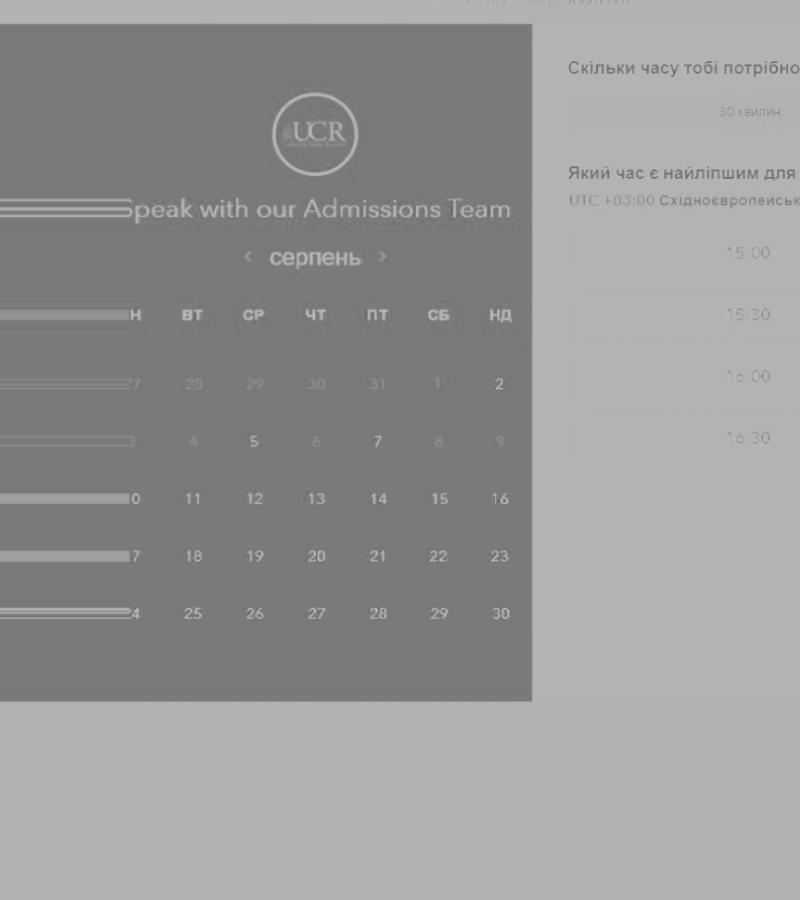 UCR
Speak with our Admissions Team
< серпень >
Н ВТ СР ЧТ ПТ СБ НД
7 28 29 30 31 1 2
3 4 5 6 7 8 9
0 11 12 13 14 15 16
7 18 19 20 21 22 23
4 25 26 27 28 29 30
Скільки часу тобі потрібно
30 хвилин
Який час є найліпшим для
UTC +03:00 Східноєвропейськ
15:00
15:30
16:00
16:30